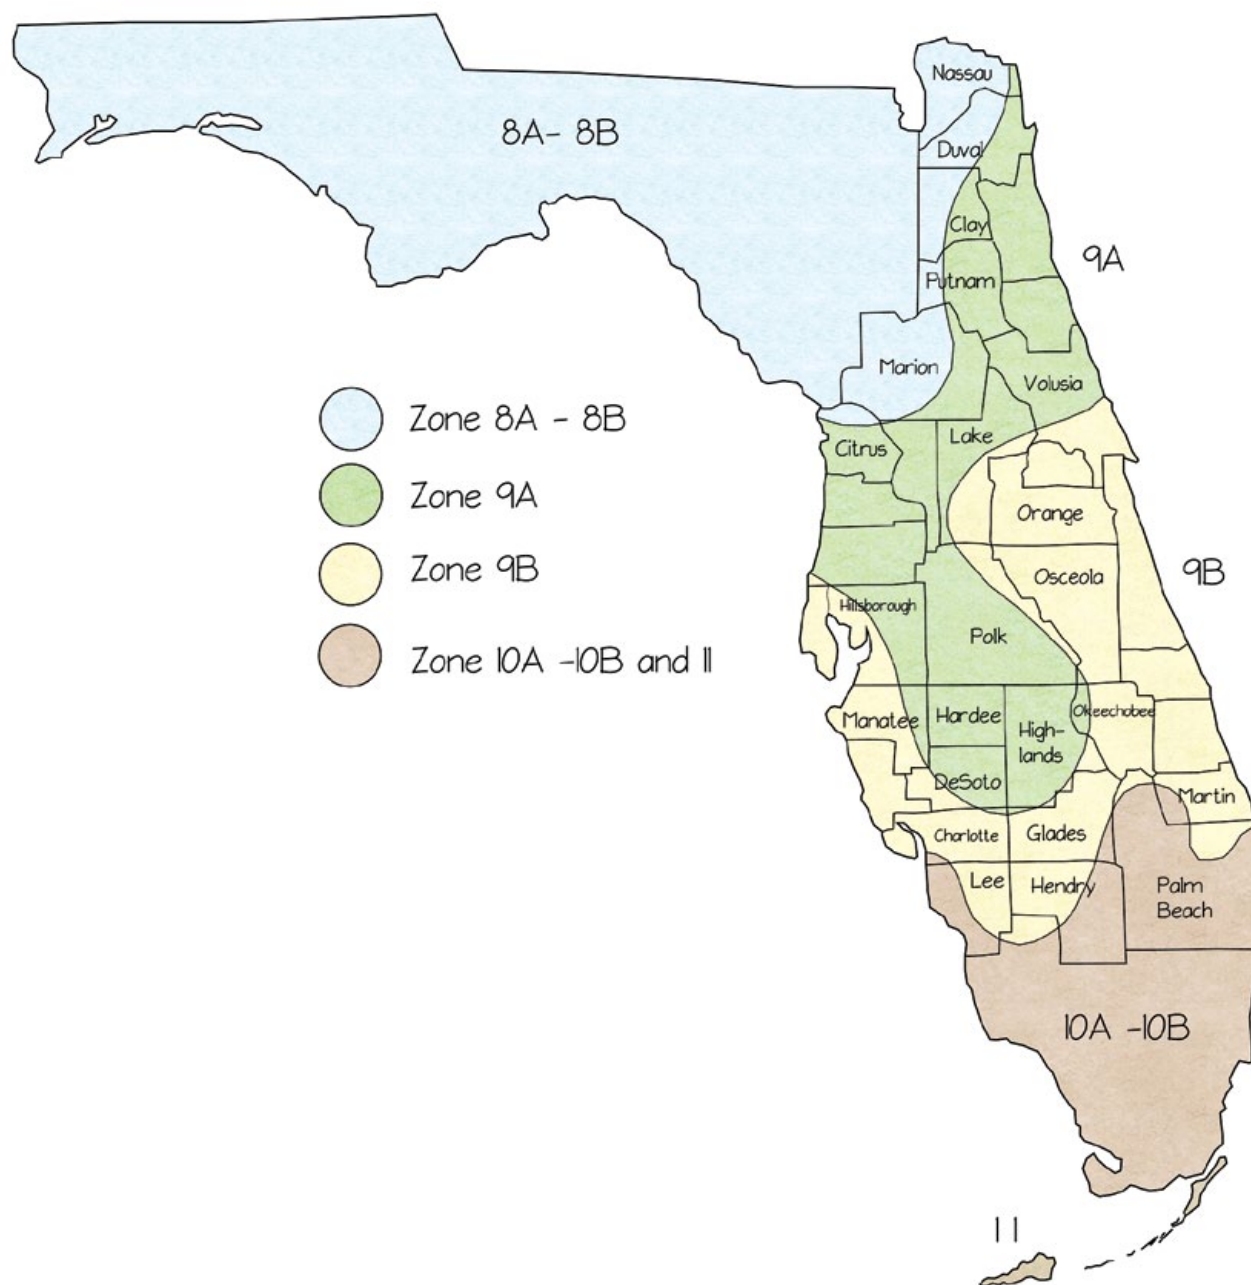 Nassau
8A- 8B
Duval
Clay
9A
Putnam
Marion
Volusia
Zone 8A - 8B
Lake
Citrus
Zone 9A
Orange
Zone 9B
Osceola
9B
Hillsborough
Polk
Zone 10A -10B and 11
Manatee
Hardee
Okeechobee
High-
lands
DeSoto
Martin
Charlotte
Glades
Lee
Hendry
Palm
Beach
10A -10B
11